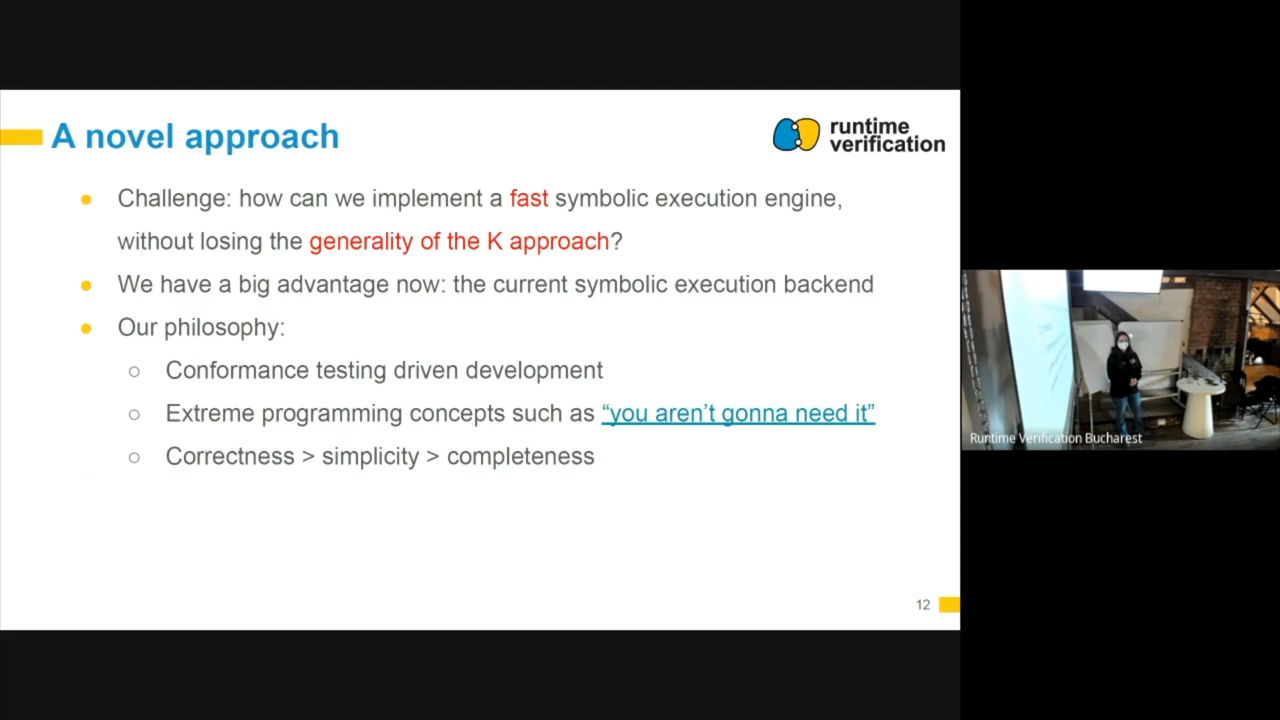 A novel approach
runtime
verification
● Challenge: how can we implement a fast symbolic execution engine,
without losing the generality of the K approach?
● We have a big advantage now: the current symbolic execution backend
● Our philosophy:
○ Conformance testing driven development
○ Extreme programming concepts such as “you aren’t gonna need it”
○ Correctness > simplicity > completeness
12
Runtime Verification Bucharest